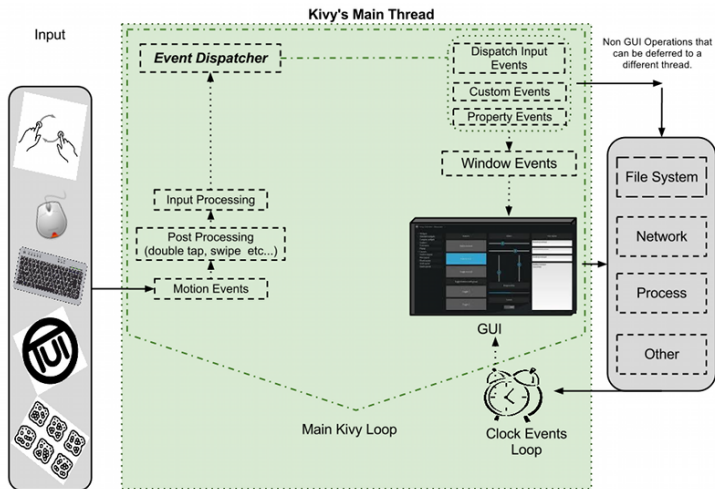 Kivy's Main Thread
Input
Event Dispatcher
Dispatch Input
Events
Custom Events
Property Events
Window Events
Non GUI Operations that
can be deferred to a
different thread.
Input Processing
Post Processing
(double tap, swipe etc...)
Motion Events
TUI
GUI
File System
Network
Process
Other
Main Kivy Loop
Clock Events
Loop